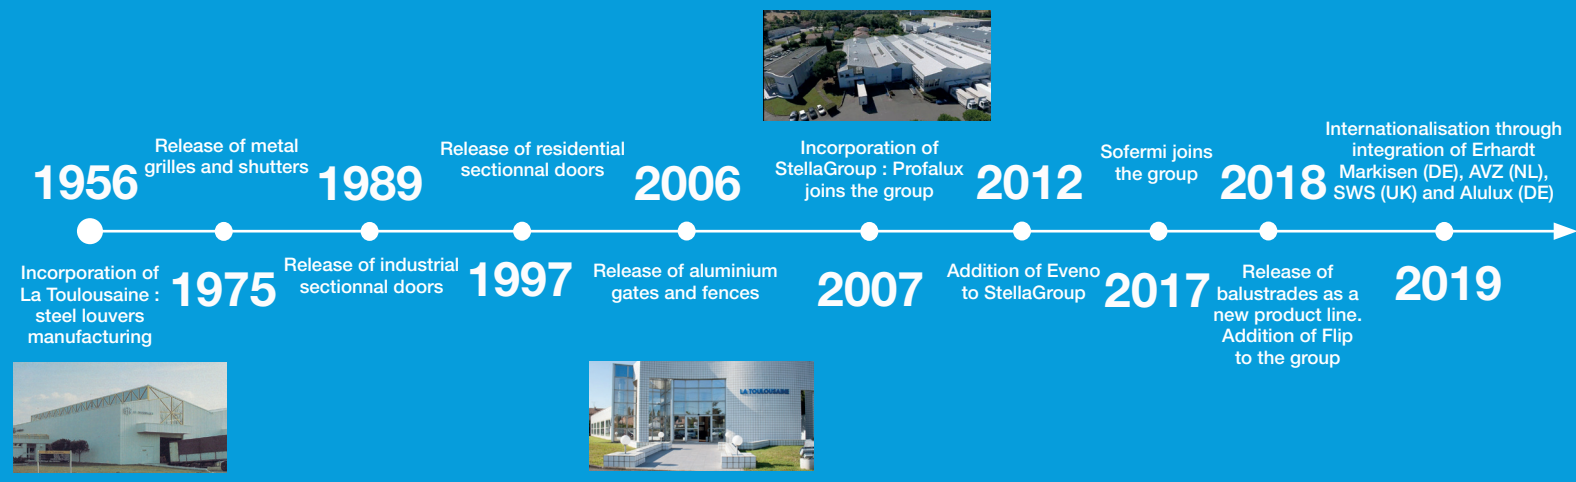 1956
Incorporation of
La Toulousaine :
steel louvers
manufacturing
Release of metal
grilles and shutters
1975
1989
Release of industrial
sectionnal doors
Release of residential
sectionnal doors
1997
2006
Release of aluminium
gates and fences
Incorporation of
StellaGroup : Profalux
joins the group
2007
2012
Addition of Eveno
to StellaGroup
Sofermi joins
the group
2017
2018
Release of
balustrades as a
new product line.
Addition of Flip
to the group
Internationalisation through
integration of Erhardt
Markisen (DE), AVZ (NL),
SWS (UK) and Alulux (DE)
2019
LA TOULOUSAINE